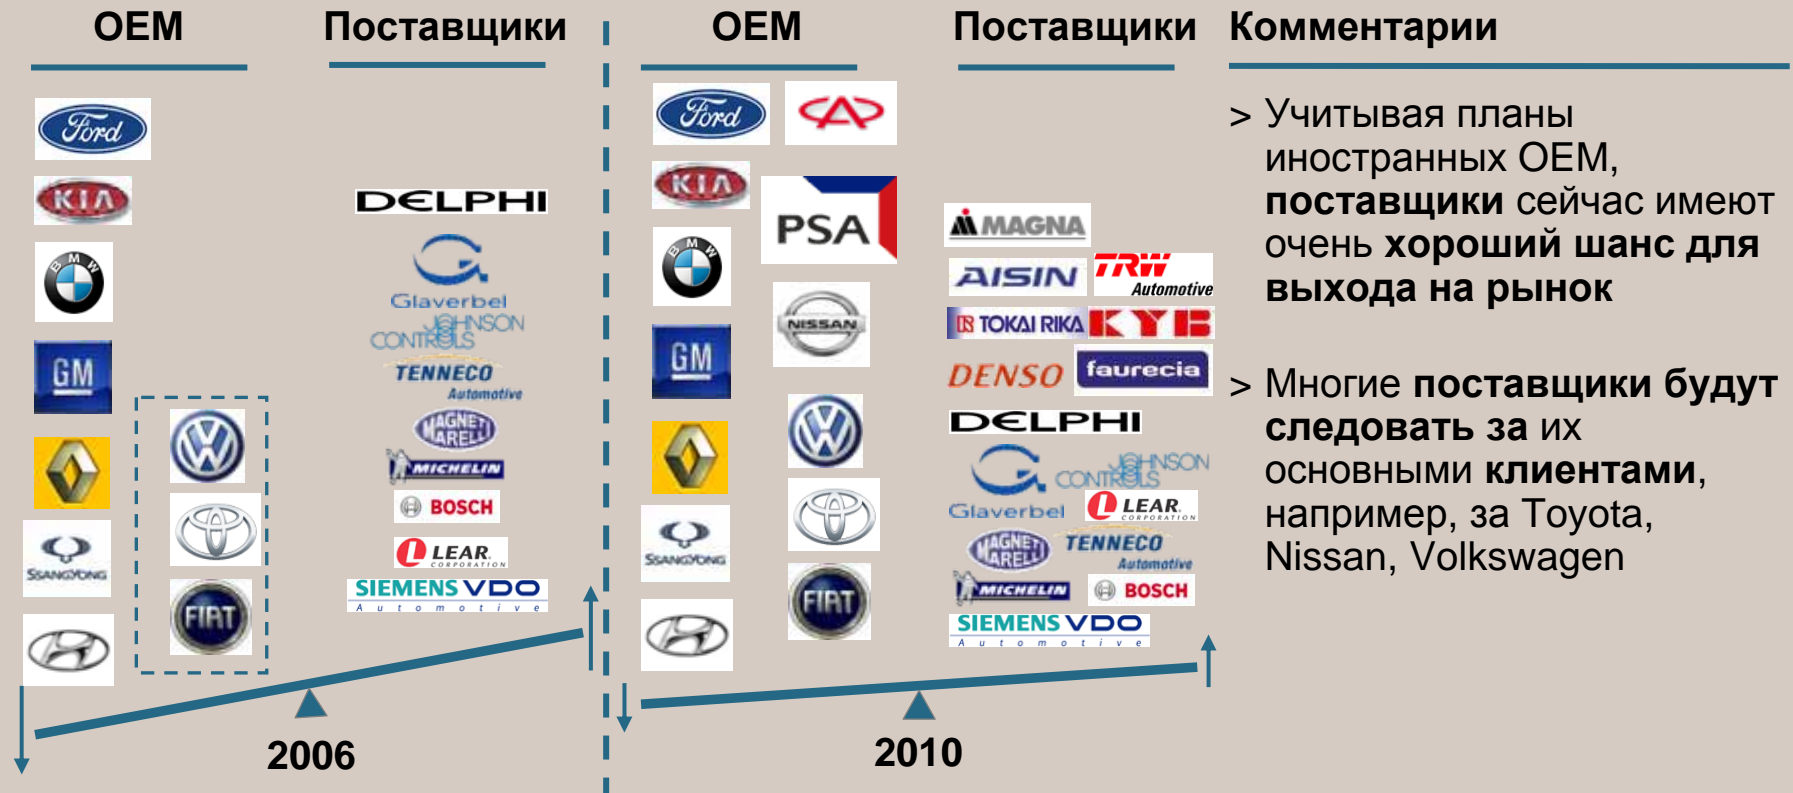 OEM
Поставщики
OEM
Поставщики
Комментарии
Ford
KIA
BMW
GM
SSANGYONG
FIAT
DELPHI
Glaverbel
JOHNSON
CONTROLS
TENNECO
Automotive
MAGNETI
MARELLI
MICHELIN
BOSCH
LEAR
CORPORATION
SIEMENS VDO
Automotive
2006
Ford
KIA
PSA
BMW
NISSAN
GM
SSANGYONG
FIAT
MAGNA
AISIN
TRW
Automotive
TOKAI RIKA
KYB
DENSO
faurecia
DELPHI
JOHNSON
CONTROLS
Glaverbel
LEAR
CORPORATION
MAGNETI
MARELLI
TENNECO
Automotive
MICHELIN
BOSCH
SIEMENS VDO
Automotive
2010
> Учитывая планы
иностранных OEM,
поставщики сейчас имеют
очень хороший шанс для
выхода на рынок
> Многие поставщики будут
следовать за их
основными клиентами,
например, за Toyota,
Nissan, Volkswagen